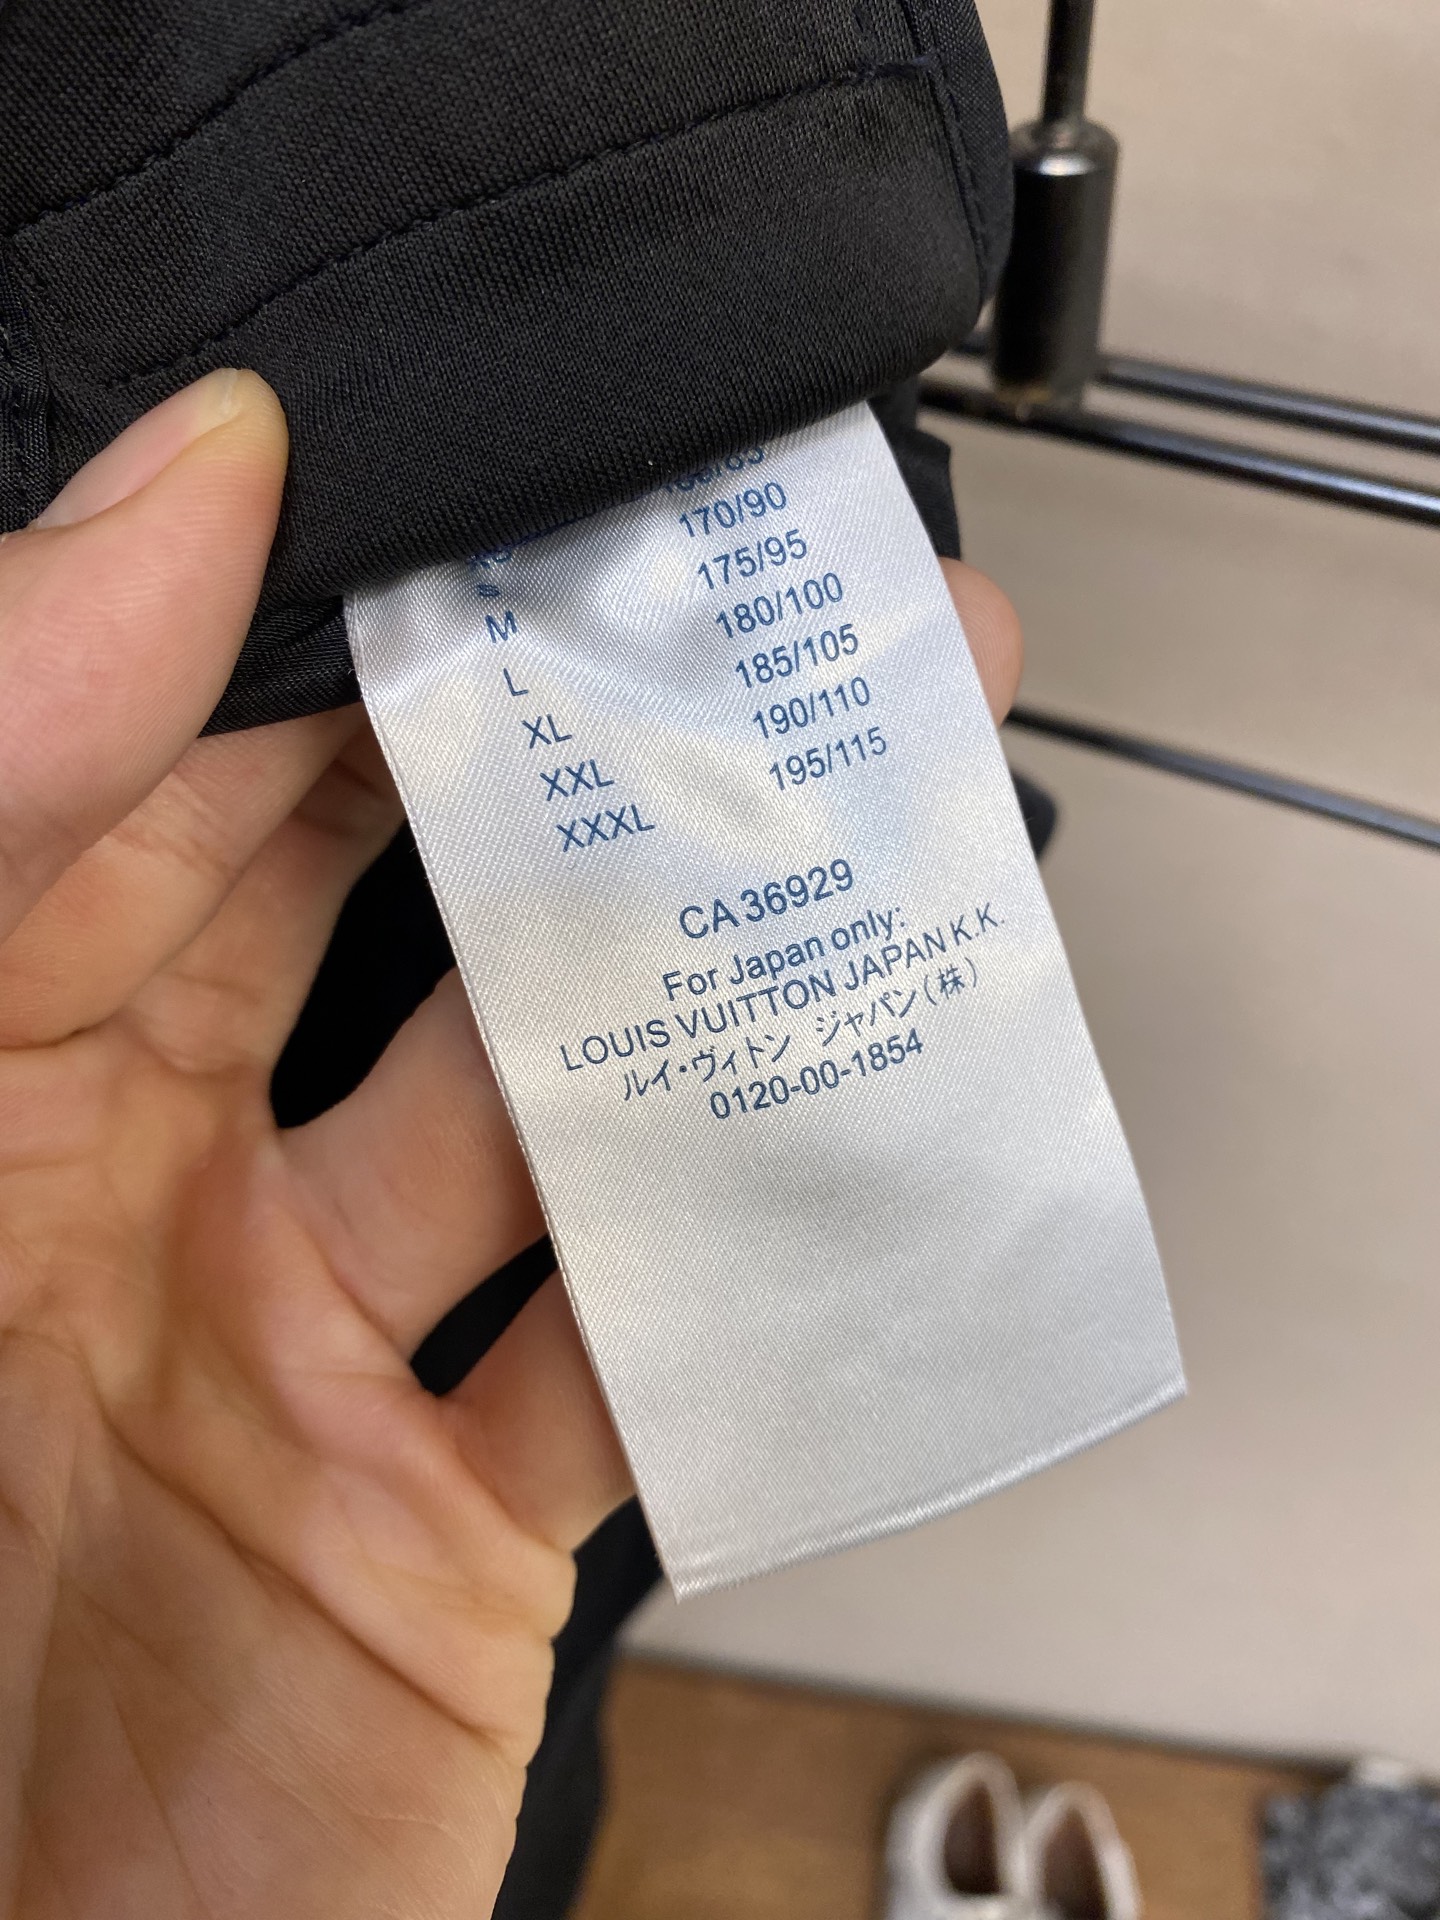 S 170/90
M 175/95
L 180/100
XL 185/105
XXL 190/110
XXXL 195/115
CA 36929
For Japan only:
LOUIS VUITTON JAPAN K.K.
ルイ・ヴィトン ジャパン(株)
0120-00-1854